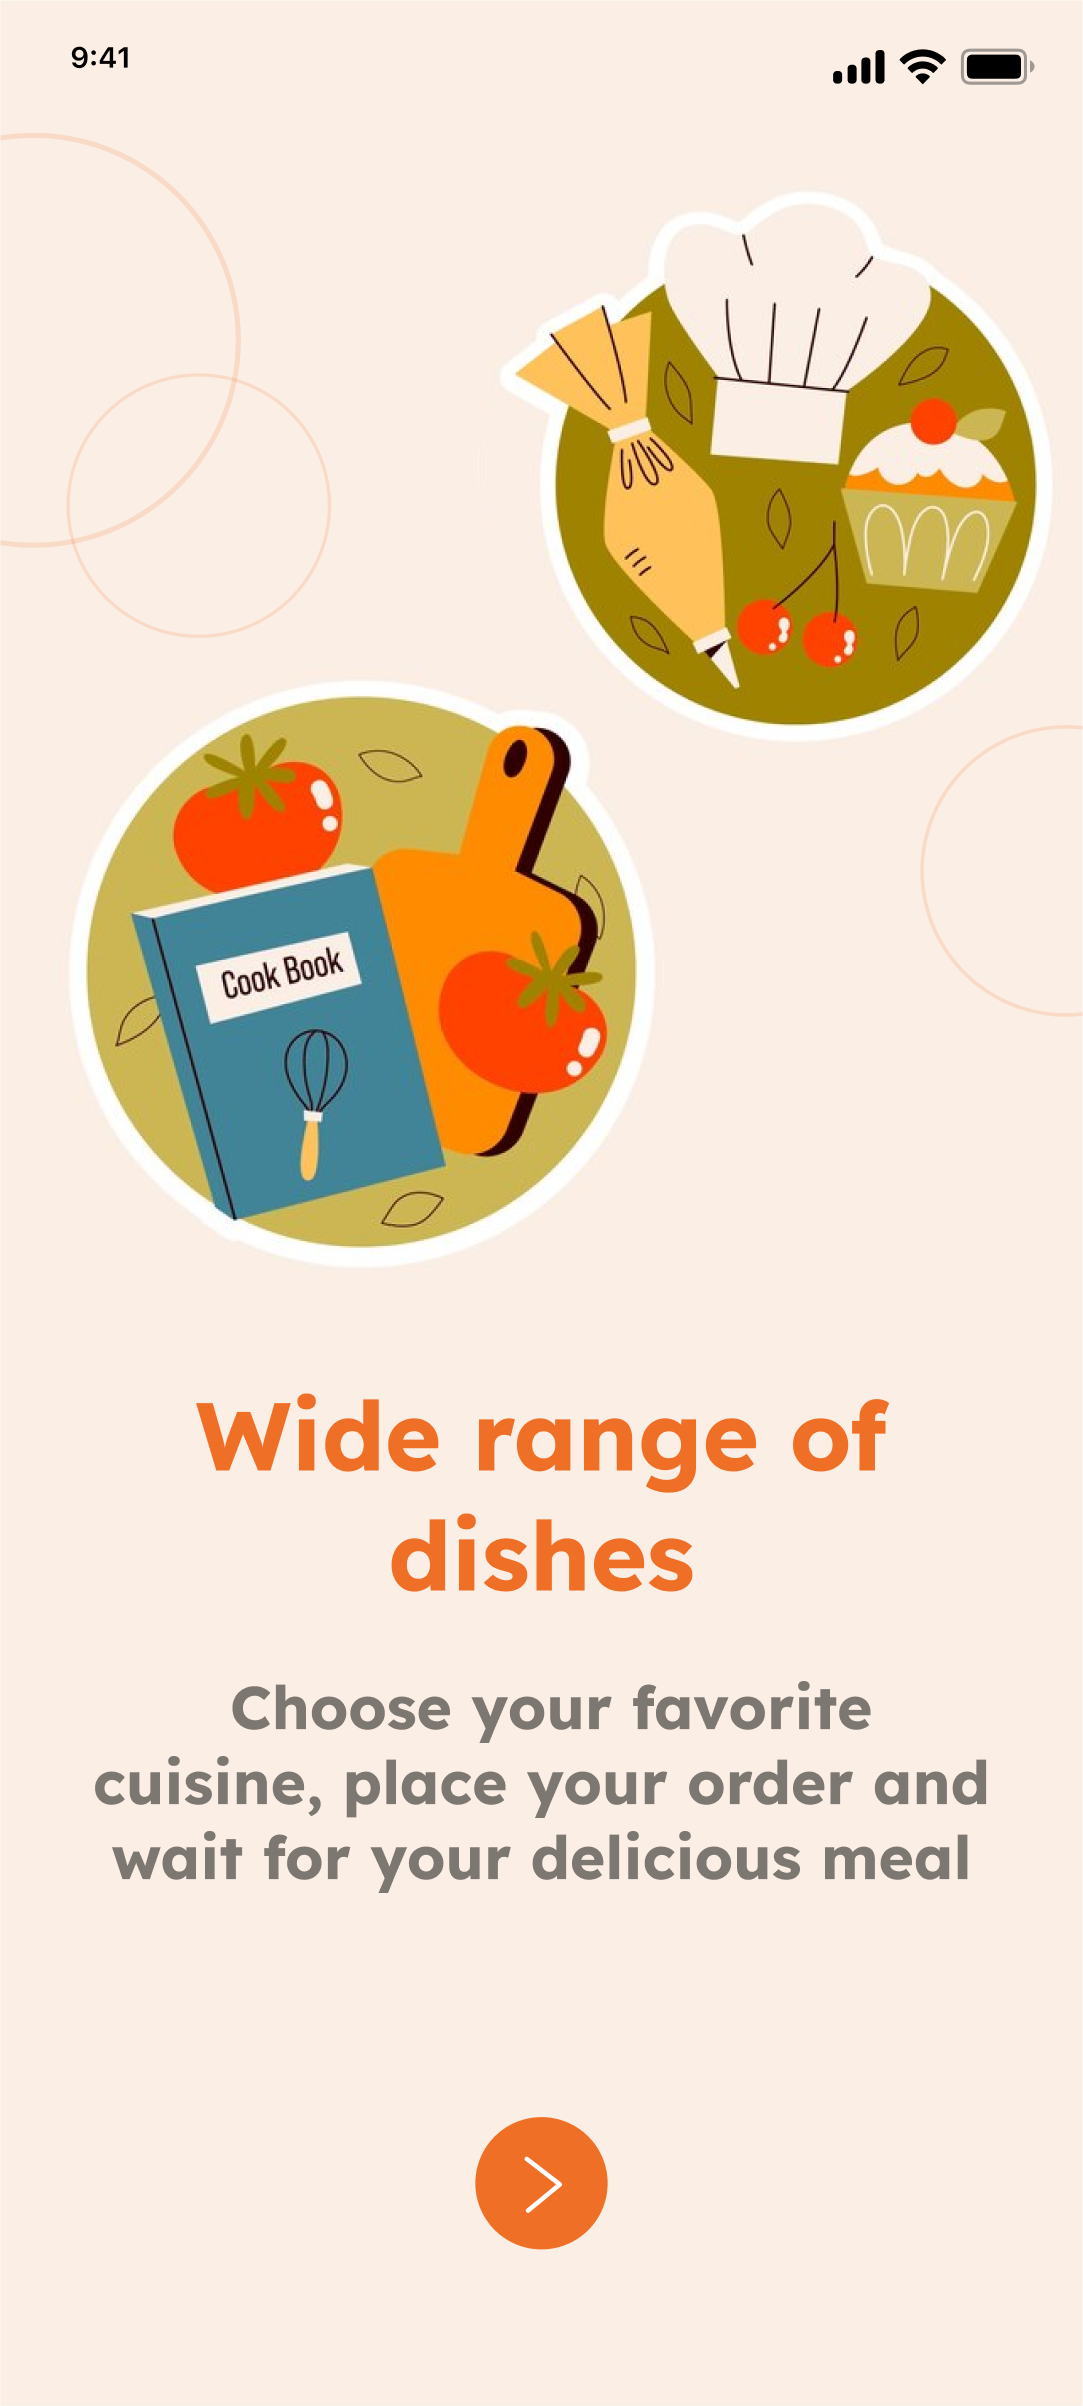 9:41
Cook Book
Wide range of
dishes
Choose your favorite
cuisine, place your order and
wait for your delicious meal